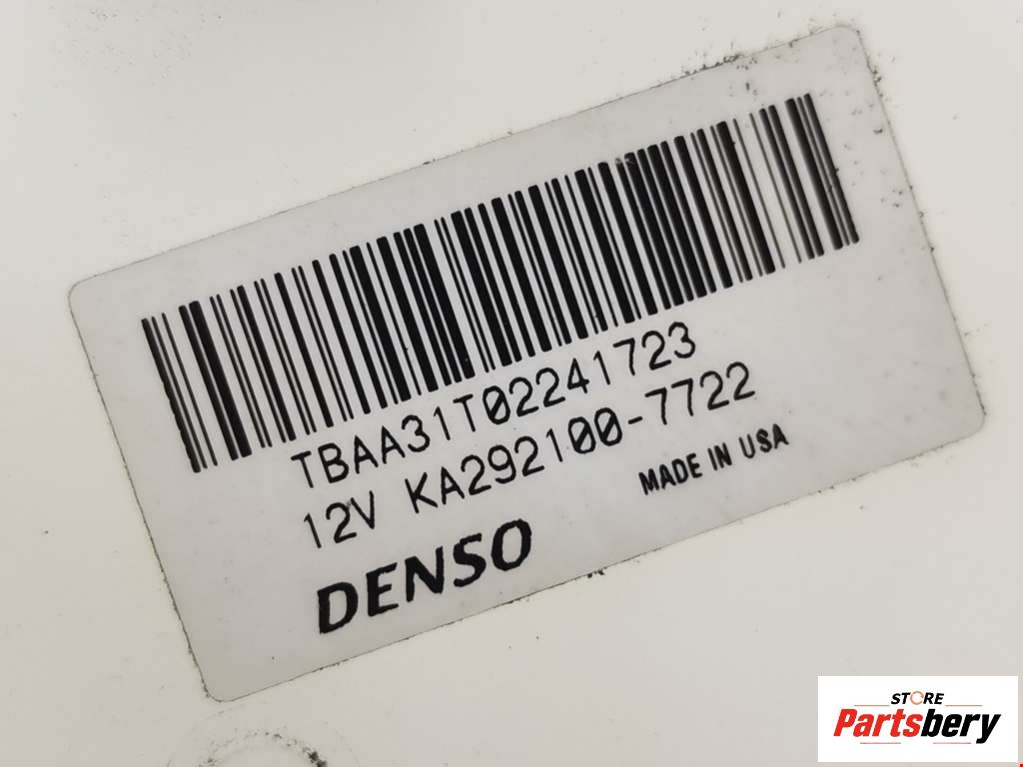 TBAA31T02241723
12V KA292100-7722
MADE IN USA
DENSO
STORE
Partsbery